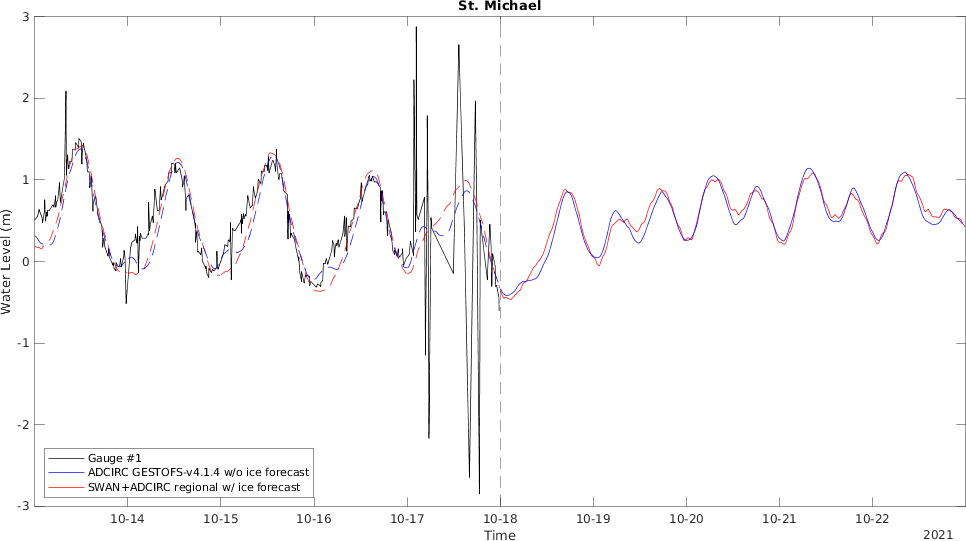 St. Michael
3
2
1
0
-1
-2
-3
Water Level (m)
Gauge #1
ADCIRC GESTOFS-v4.1.4 w/o ice forecast
SWAN+ADCIRC regional w/ ice forecast
10-14 10-15 10-16 10-17 10-18 10-19 10-20 10-21 10-22
Time
2021